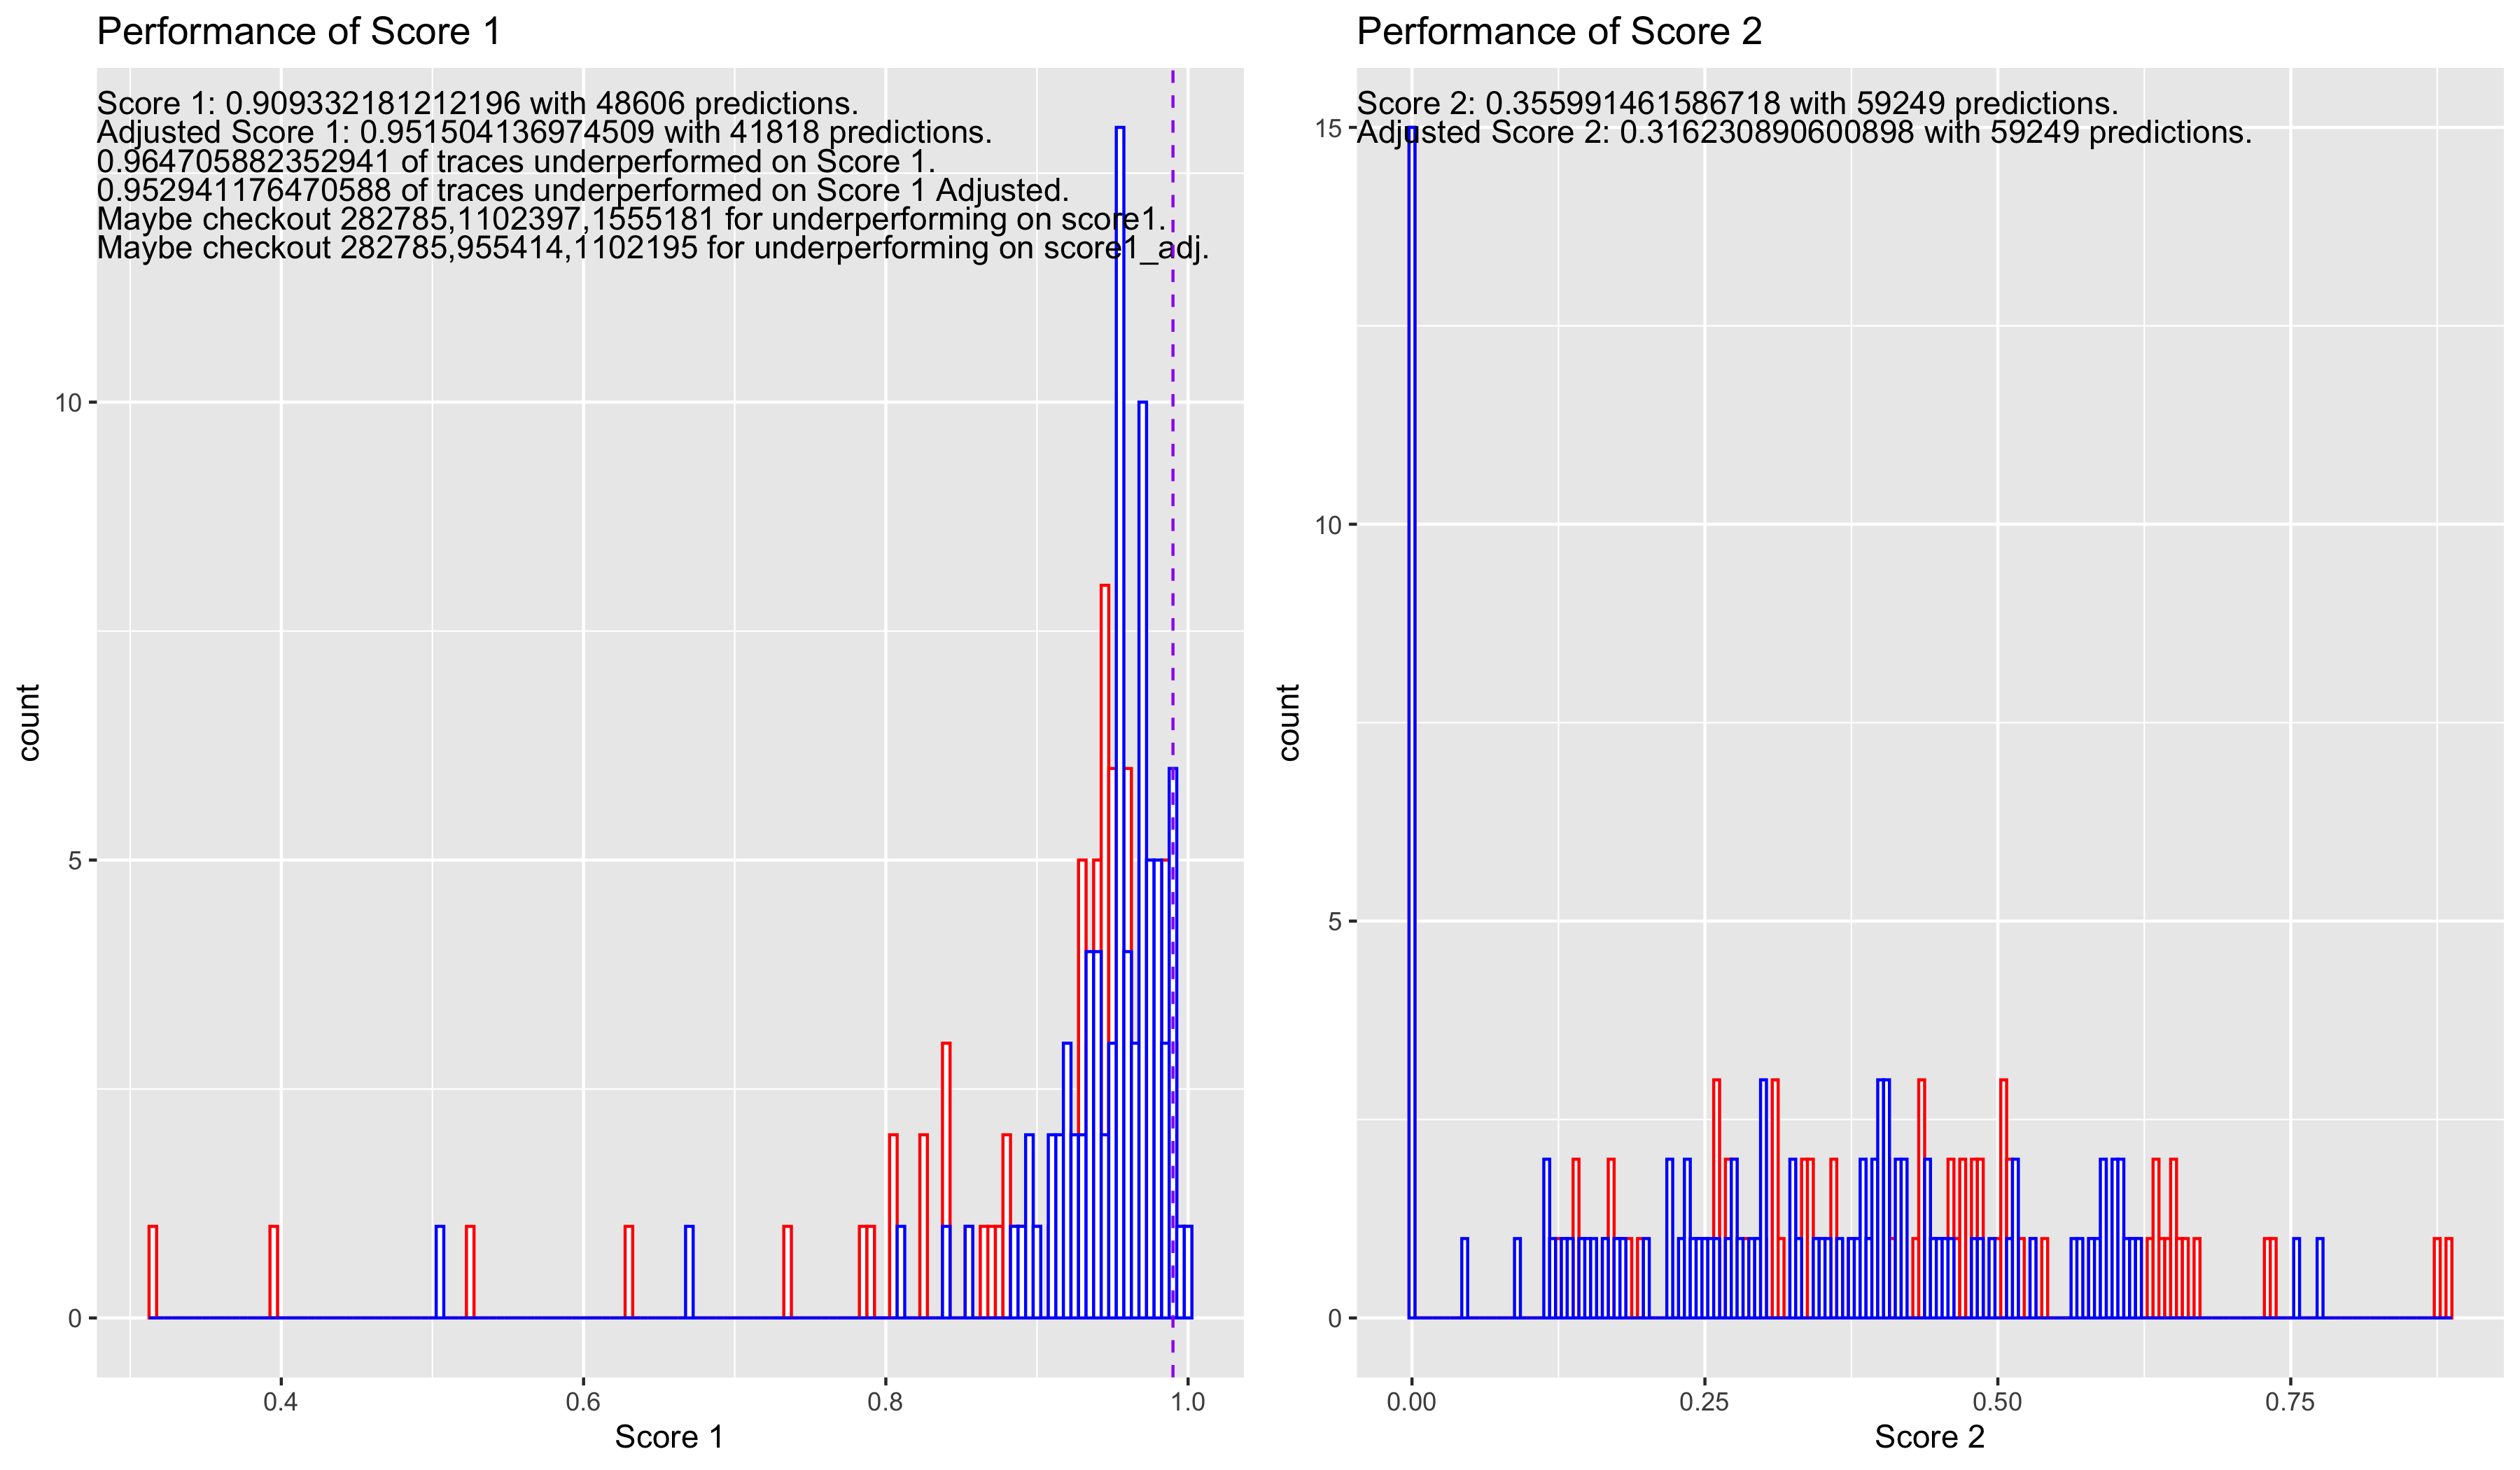 Performance of Score 1
Score 1: 0.909332181212196 with 48606 predictions.
Adjusted Score 1: 0.951504136974509 with 41818 predictions.
0.964705882352941 of traces underperformed on Score 1.
0.952941176470588 of traces underperformed on Score 1 Adjusted.
Maybe checkout 282785,1102397,1555181 for underperforming on score1.
Maybe checkout 282785,955414,1102195 for underperforming on score1_adj.
10
5
0
count
0.4 0.6 0.8 1.0
Score 1
Performance of Score 2
Score 2: 0.355991461586718 with 59249 predictions.
Adjusted Score 2: 0.316230890600898 with 59249 predictions.
15
10
5
0
count
0.00 0.25 0.50 0.75
Score 2